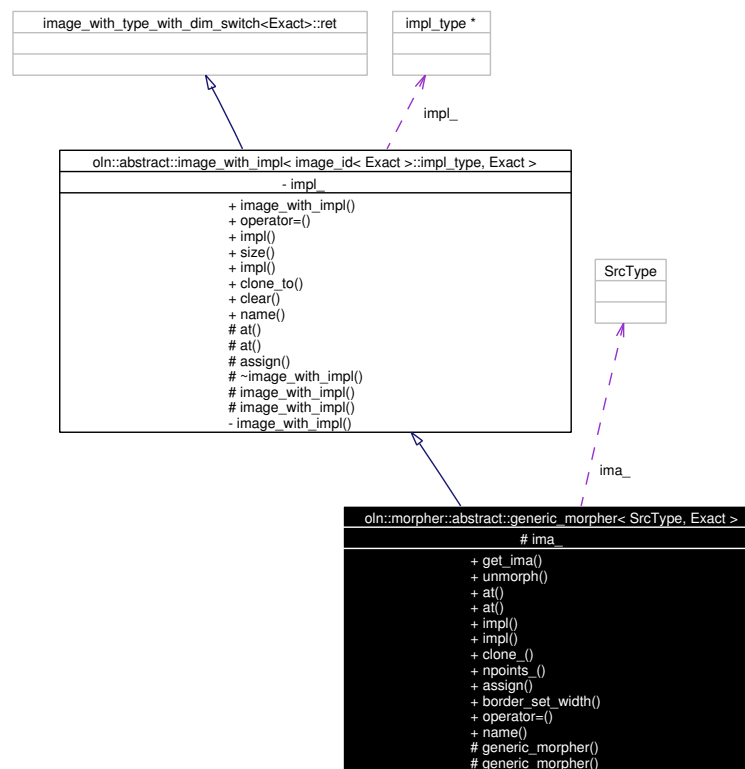 image_with_type_with_dim_switch<Exact>::ret
impl_type *
impl_
oln::abstract::image_with_impl< image_id< Exact >::impl_type, Exact >
- impl_
+ image_with_impl()
+ operator=()
+ impl()
+ size()
+ impl()
+ clone_to()
+ clear()
+ name()
# at()
# at()
# assign()
# ~image_with_impl()
# image_with_impl()
# image_with_impl()
- image_with_impl()
SrcType
ima_
oln::morpher::abstract::generic_morpher< SrcType, Exact >
# ima_
+ get_ima()
+ unmorph()
+ at()
+ at()
+ impl()
+ impl()
+ clone_()
+ npoints_()
+ assign()
+ border_set_width()
+ operator=()
+ name()
# generic_morpher()
# generic_morpher()